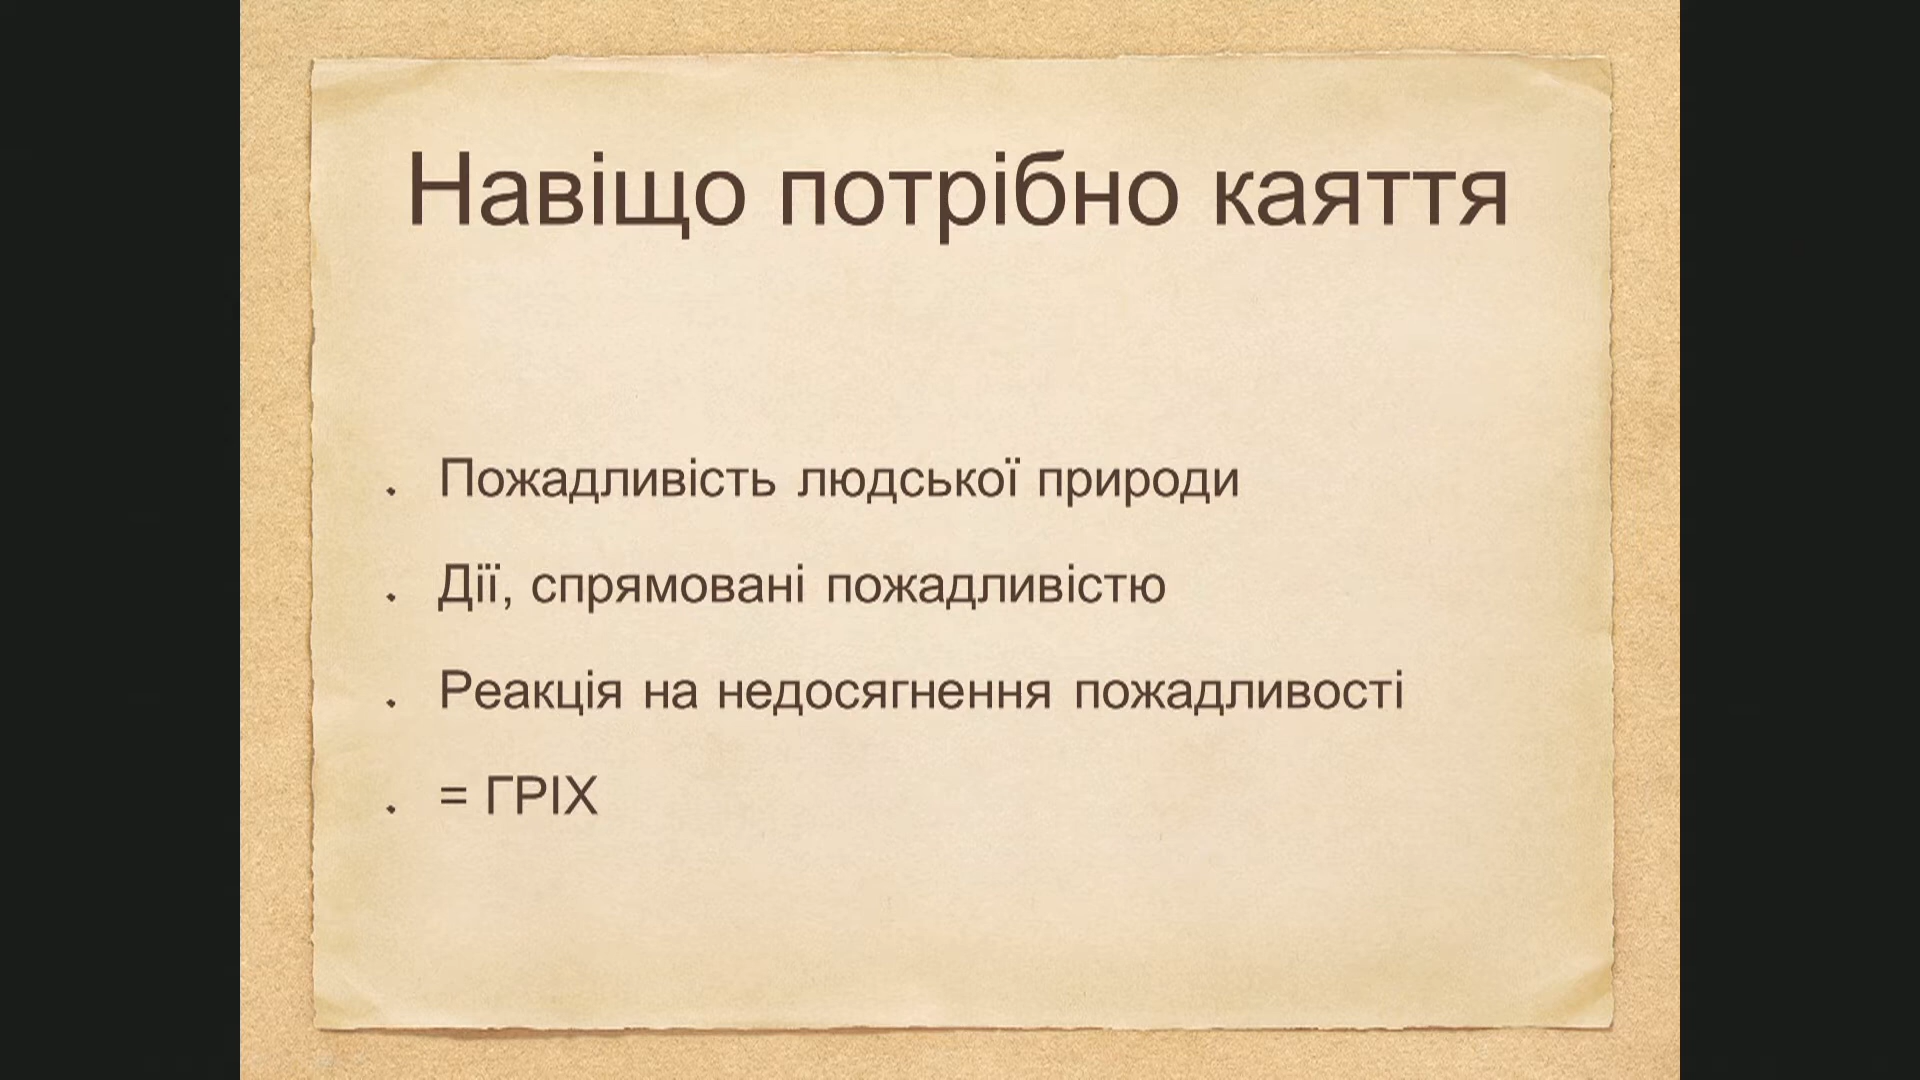 Навіщо потрібно каяття
Пожадливість людської природи
Дії, спрямовані пожадливістю
Реакція на недосягнення пожадливості
= ГРІХ